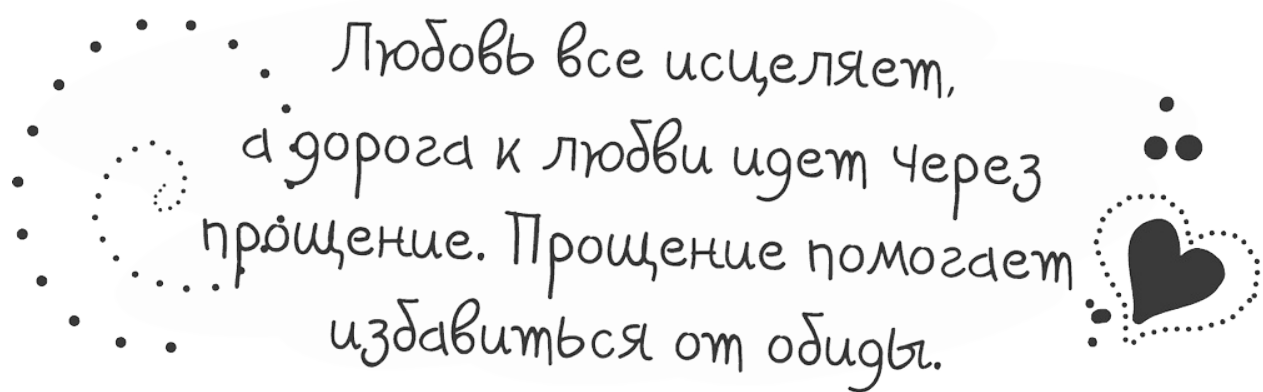 Любовь все исцеляет,
а дорога к любви идет через
прощение. Прощение помогает
избавиться от обиды.